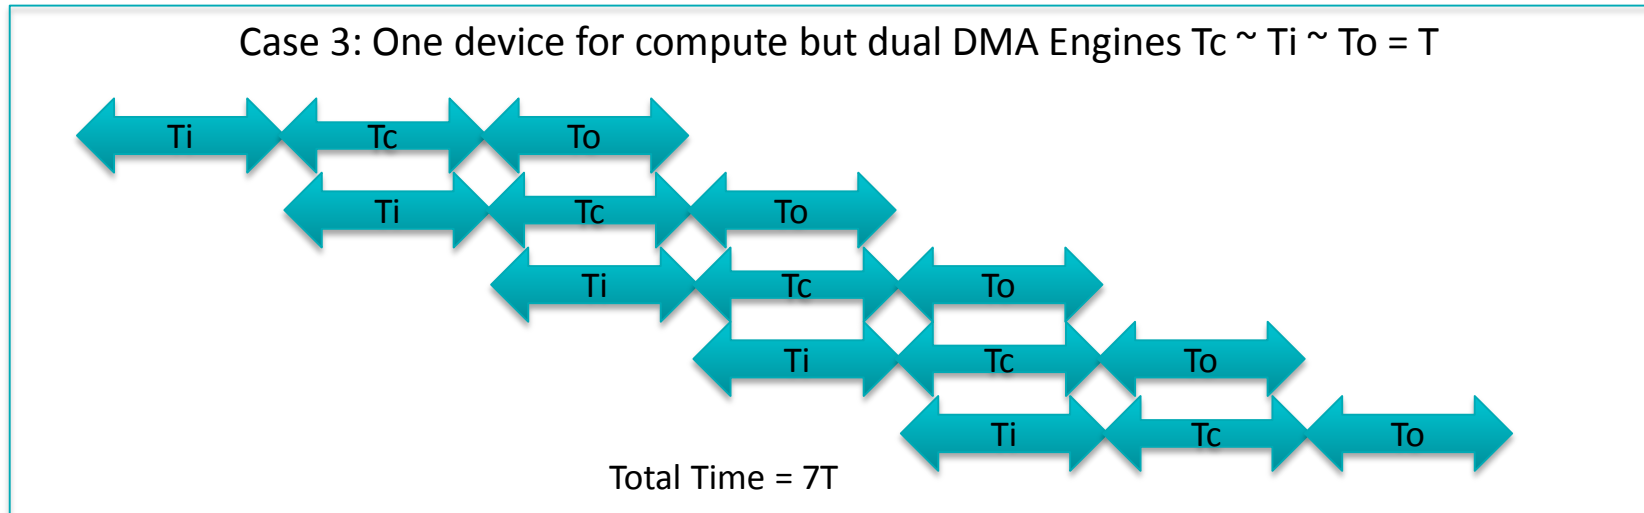 Case 3: One device for compute but dual DMA Engines Tc ~ Ti ~ To = T
Ti Tc To
Ti Tc To
Ti Tc To
Ti Tc To
Ti Tc To
Total Time = 7T